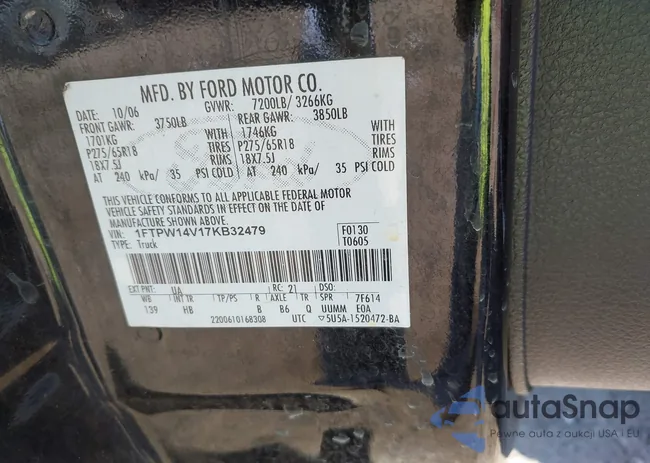 MFD. BY FORD MOTOR CO.
DATE: 10/06 GVWR: 7200LB/ 3266KG
FRONT GAWR: 3750LB REAR GAWR: 3850LB
1701KG WITH 1746KG WITH
P275/65R18 TIRES P275/65R18 TIRES
18X7.5J RIMS 18X7.5J RIMS
AT 240 kPa/ 35 PSI COLD AT 240 kPa/ 35 PSI COLD
THIS VEHICLE CONFORMS TO ALL APPLICABLE FEDERAL MOTOR
VEHICLE SAFETY STANDARDS IN EFFECT ON THE DATE OF
MANUFACTURE SHOWN ABOVE.
VIN: 1FTPW14V17KB32479 F0130
TYPE: Truck T0605
EXT PNT: UA RC: 21 DSO:
WB INT TR TP/PS R AXLE TR SPR 7F614
139 HB B B6 Q UUMM EOA
2200610168308 UTC ▽5U5A-1520472-BA
autaSnap
Pewne auta z aukcji USA i EU